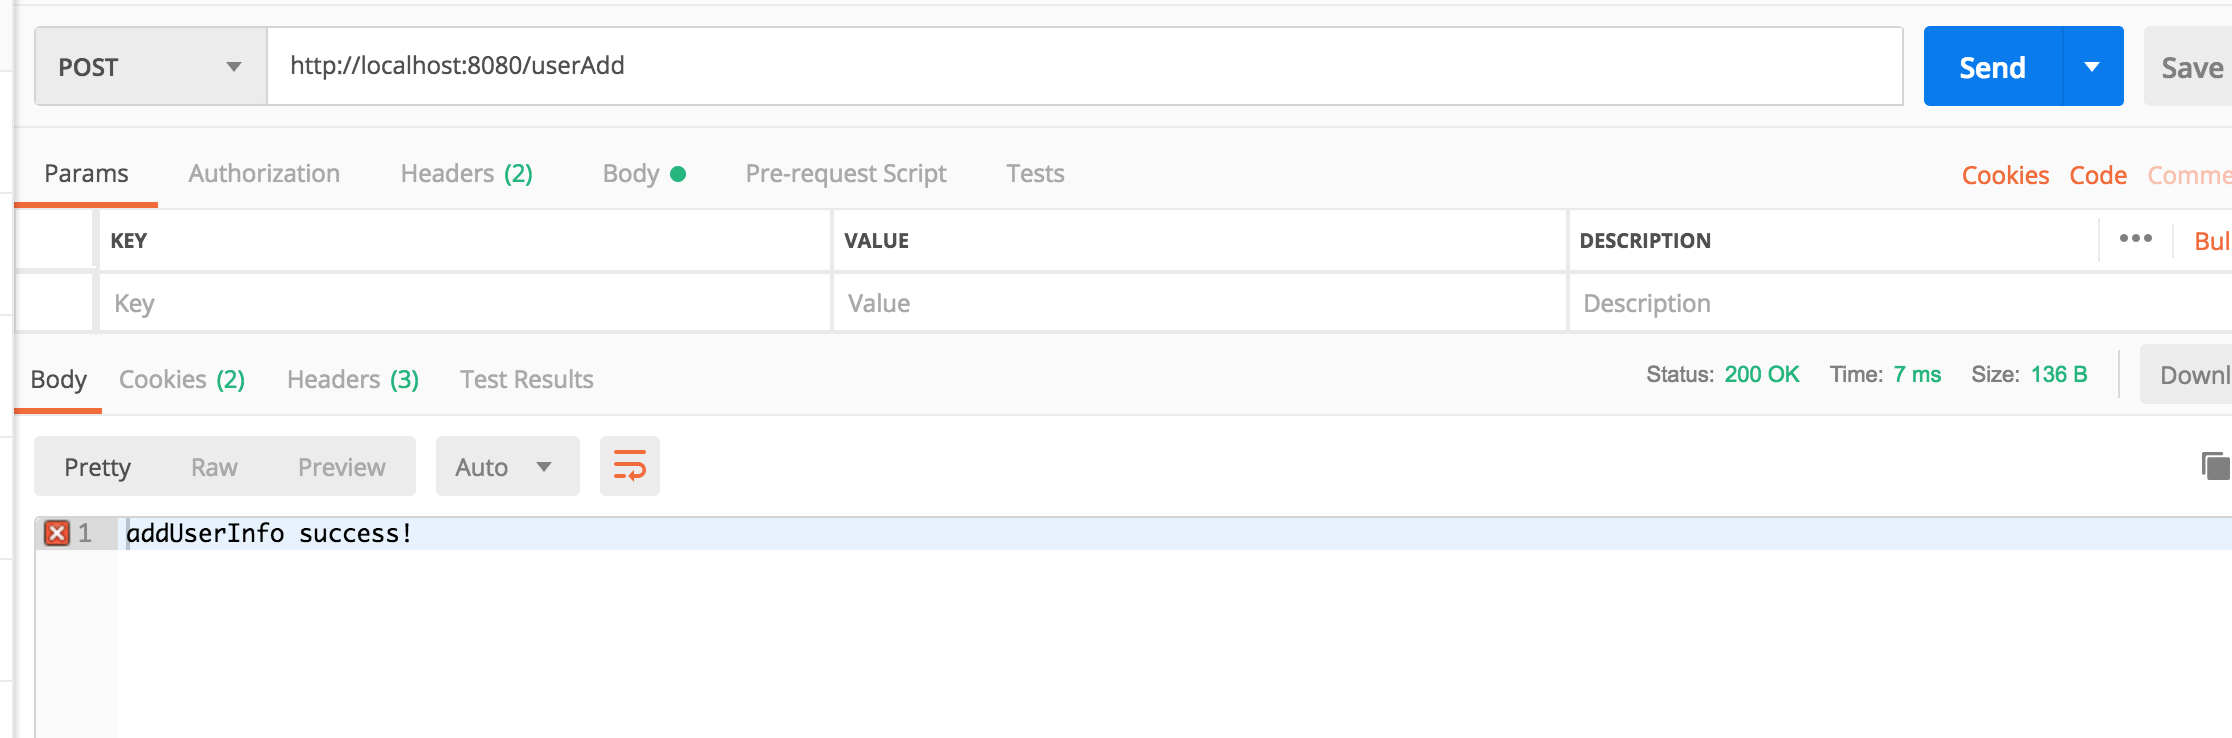 POST http://localhost:8080/userAdd Send Save
Params Authorization Headers (2) Body Pre-request Script Tests Cookies Code Comme
KEY VALUE DESCRIPTION ••• Bul
Key Value Description
Body Cookies (2) Headers (3) Test Results Status: 200 OK Time: 7 ms Size: 136 B Downl
Pretty Raw Preview Auto
1 addUserInfo success!